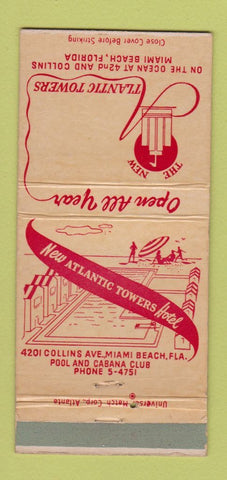 Close Cover Before Striking
ON THE OCEAN AT 42nd AND COLLINS
MIAMI BEACH, FLORIDA
THE NEW
ATLANTIC TOWERS
Open All Year
New ATLANTIC TOWERS Hotel
4201 COLLINS AVE., MIAMI BEACH, FLA.
POOL AND CABANA CLUB
PHONE 5-4751
Universal Match Corp., Atlanta